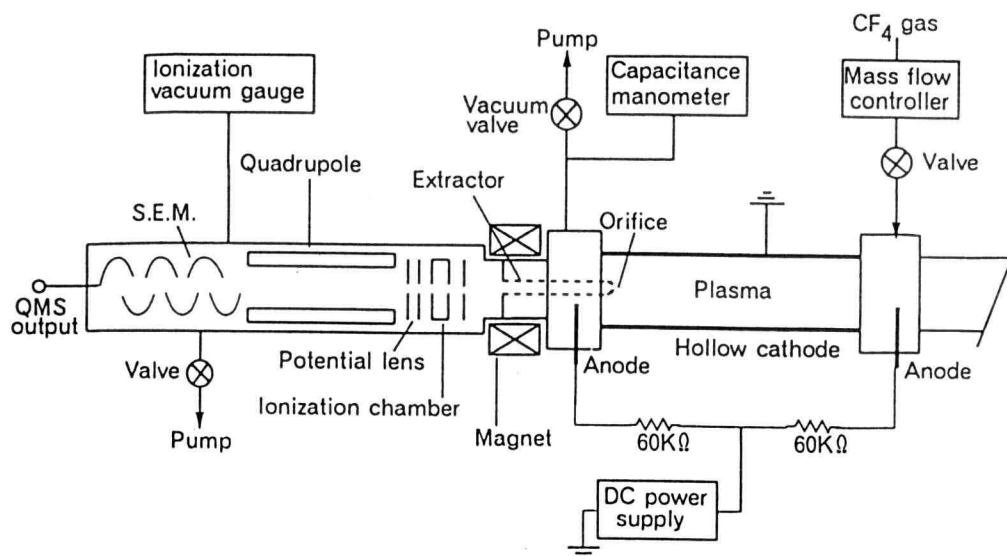 CF4 gas
Pump
Ionization
vacuum gauge
Capacitance
manometer
Mass flow
controller
Vacuum
valve
Quadrupole
Valve
Extractor
S.E.M.
Orifice
QMS
output
Plasma
Potential lens
Hollow cathode
Valve
Anode
Anode
Ionization chamber
Pump
Magnet
60KΩ
60KΩ
DC power
supply